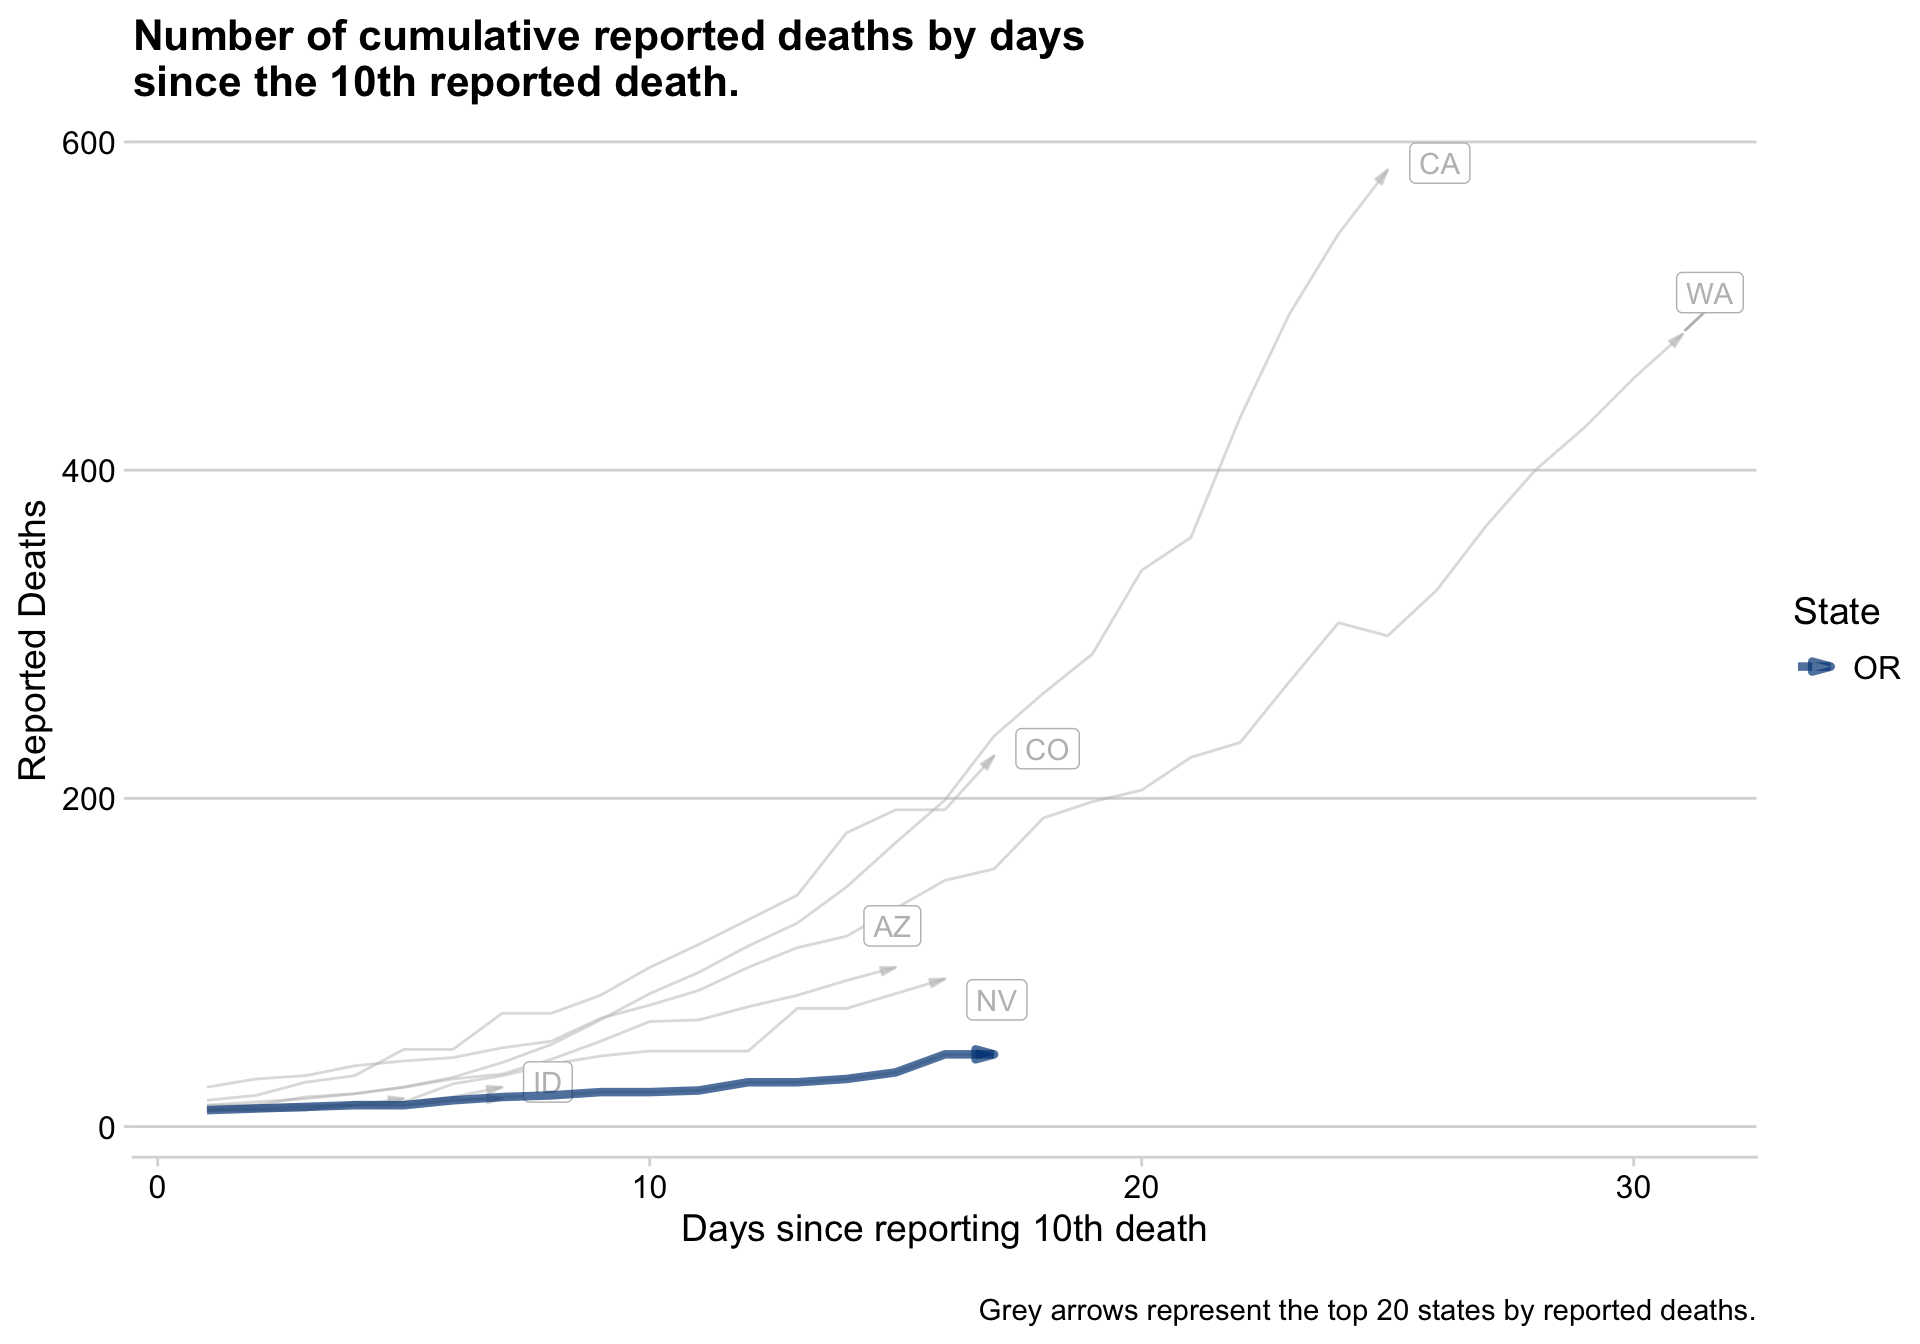 Number of cumulative reported deaths by days
since the 10th reported death.
600
400
200
0
Reported Deaths
CA
WA
CO
AZ
NV
ID
State
OR
0 10 20 30
Days since reporting 10th death
Grey arrows represent the top 20 states by reported deaths.